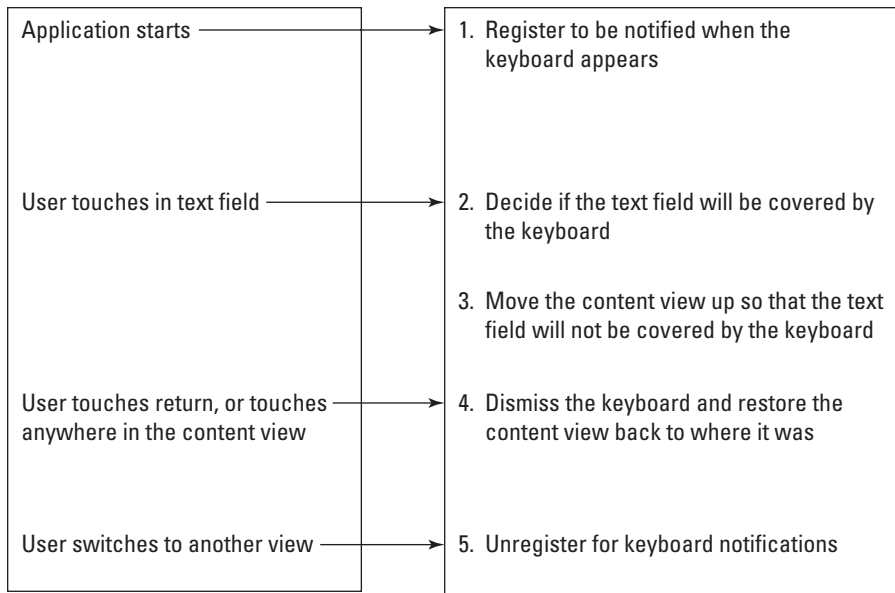 Application starts
1. Register to be notified when the
keyboard appears
User touches in text field
2. Decide if the text field will be covered by
the keyboard
3. Move the content view up so that the text
field will not be covered by the keyboard
User touches return, or touches
anywhere in the content view
4. Dismiss the keyboard and restore the
content view back to where it was
User switches to another view
5. Unregister for keyboard notifications